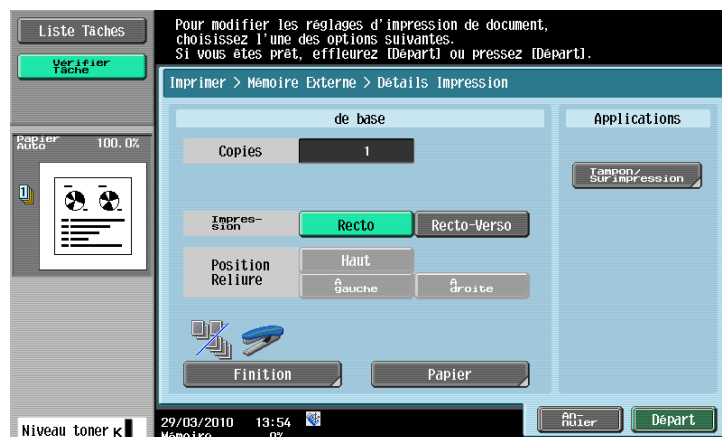 Liste Tâches
Vérifier
Tâche
Papier
Auto
100.0%
Niveau toner K
Pour modifier les réglages d'impression de document,
choisissez l'une des options suivantes.
Si vous êtes prêt, effleurez [Départ] ou pressez [Départ].
Imprimer > Mémoire Externe > Détails Impression
de base
Copies
1
Impres-
sion
Recto
Recto-Verso
Position
Reliure
Haut
A
gauche
A
droite
Finition
Papier
Applications
Tampon/
Surimpression
29/03/2010 13:54
Mémoire 0%
An-
nuler
Départ